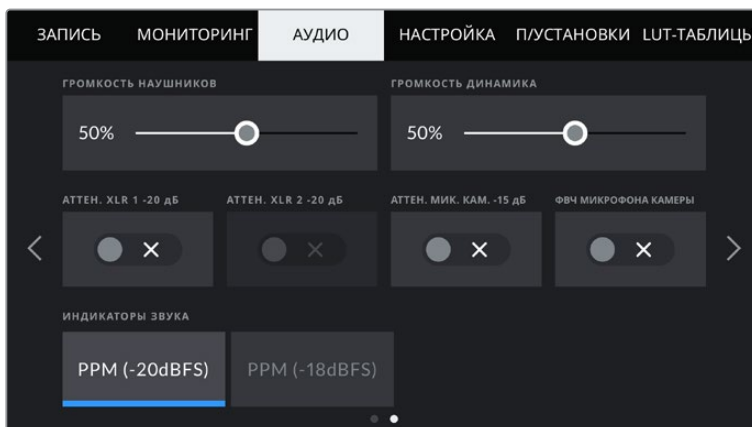 ЗАПИСЬ МОНИТОРИНГ АУДИО НАСТРОЙКА П/УСТАНОВКИ LUT-ТАБЛИЦЫ
ГРОМКОСТЬ НАУШНИКОВ ГРОМКОСТЬ ДИНАМИКА
50% 50%
АТТЕН. XLR 1 -20 дБ АТТЕН. XLR 2 -20 дБ АТТЕН. МИК. КАМ. -15 дБ ФВЧ МИКРОФОНА КАМЕРЫ
ИНДИКАТОРЫ ЗВУКА
PPM (-20dBFS) PPM (-18dBFS)